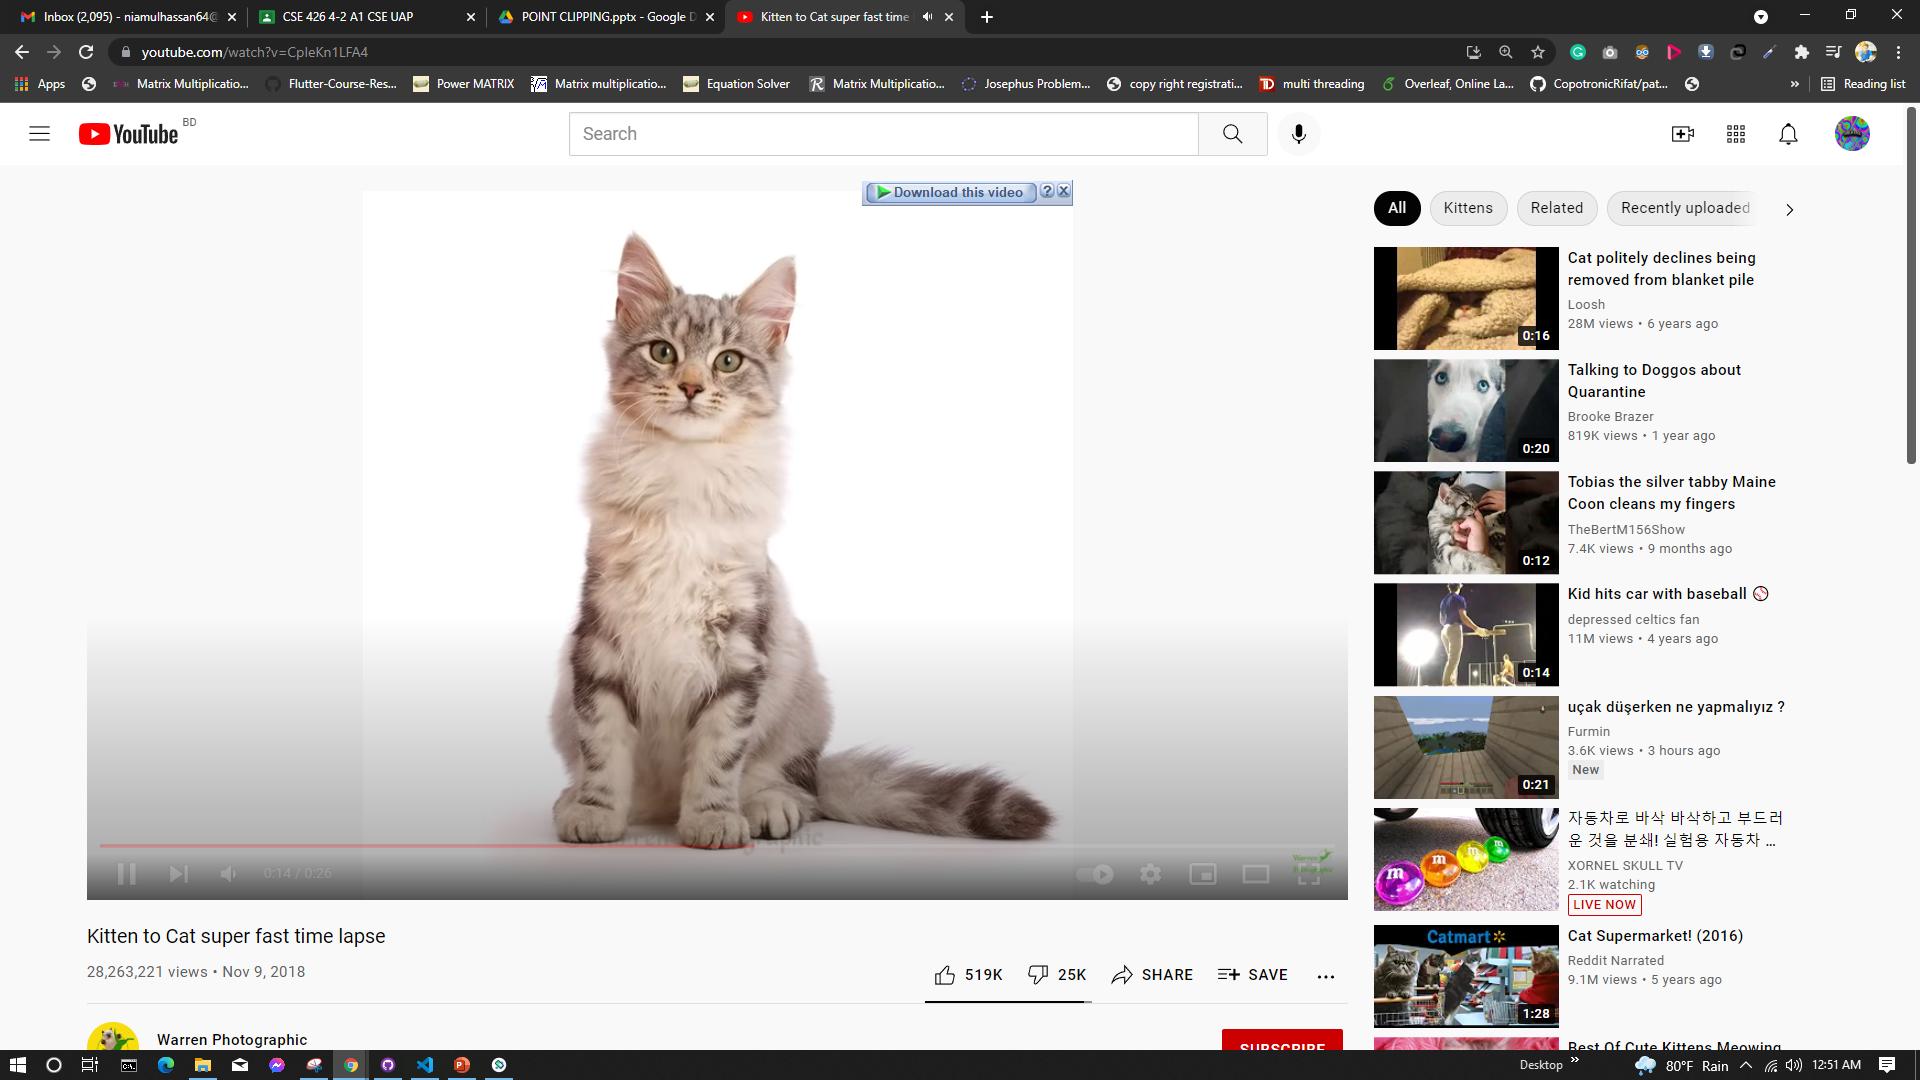 Inbox (2,095) - niamulhassan64@
CSE 426 4-2 A1 CSE UAP
POINT CLIPPING.pptx - Google D
Kitten to Cat super fast time
youtube.com/watch?v=CpleKn1LFA4
Apps
Matrix Multiplicatio...
Flutter-Course-Res...
Power MATRIX
Matrix multiplicatio...
Equation Solver
Matrix Multiplicatio...
Josephus Problem...
copy right registrati...
multi threading
Overleaf, Online La...
CopotronicRifat/pat...
»
Reading list
YouTube BD
Search
Download this video
All
Kittens
Related
Recently uploaded
Cat politely declines being
removed from blanket pile
Loosh
28M views • 6 years ago
0:16
Talking to Doggos about
Quarantine
Brooke Brazer
819K views • 1 year ago
0:20
Tobias the silver tabby Maine
Coon cleans my fingers
TheBertM156Show
7.4K views • 9 months ago
0:12
Kid hits car with baseball ⚾
depressed celtics fan
11M views • 4 years ago
0:14
uçak düşerken ne yapmalıyız ?
Furmin
3.6K views • 3 hours ago
New
0:21
자동차로 바삭 바삭하고 부드러
운 것을 분쇄! 실험용 자동차 ...
XORNEL SKULL TV
2.1K watching
LIVE NOW
Catmart
Cat Supermarket! (2016)
Reddit Narrated
9.1M views • 5 years ago
1:28
Best Of Cute Kittens Meowing
0:14 / 0:26
Kitten to Cat super fast time lapse
28,263,221 views • Nov 9, 2018
519K
25K
SHARE
SAVE
Warren Photographic
SUBSCRIBE
Desktop
80°F Rain
12:51 AM